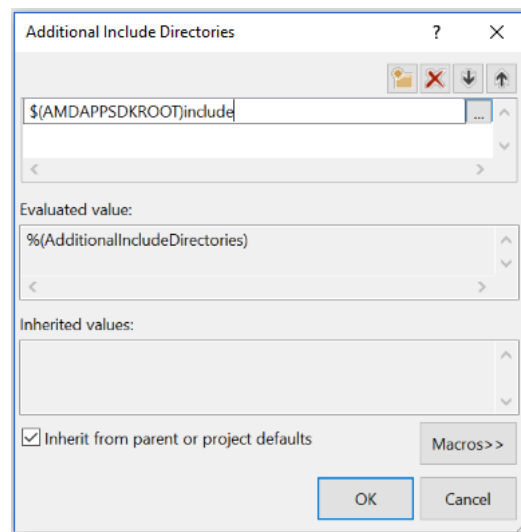 Additional Include Directories
?
$(AMDAPPSDKROOT)include
...
Evaluated value:
%(AdditionalIncludeDirectories)
Inherited values:
Inherit from parent or project defaults
Macros>>
OK
Cancel